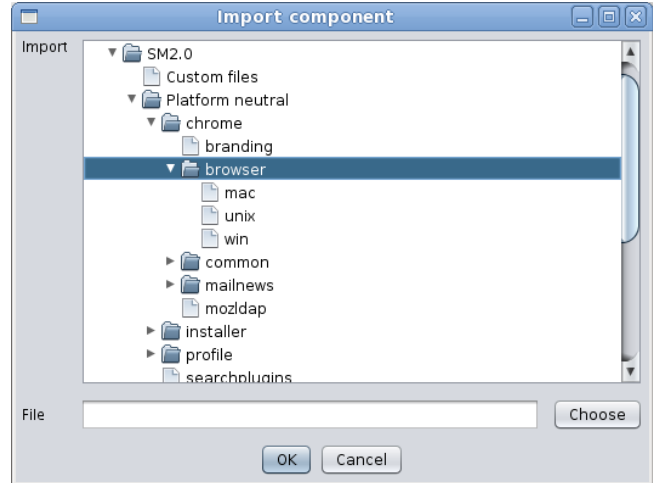 Import component
Import
SM2.0
Custom files
Platform neutral
chrome
branding
browser
mac
unix
win
common
mailnews
mozldap
installer
profile
searchplugins
File
Choose
OK
Cancel